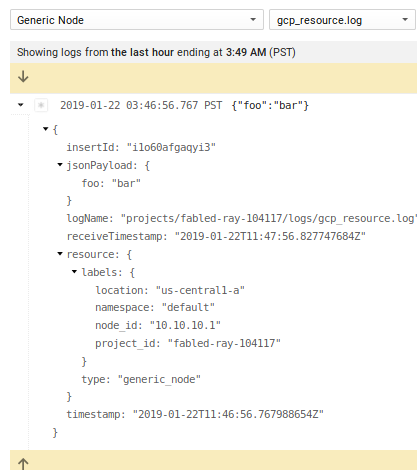 Generic Node
gcp_resource.log
Showing logs from the last hour ending at 3:49 AM (PST)
2019-01-22 03:46:56.767 PST {"foo":"bar"}
{
insertId: "i1o60afgaqyi3"
jsonPayload: {
foo: "bar"
}
logName: "projects/fabled-ray-104117/logs/gcp_resource.log"
receiveTimestamp: "2019-01-22T11:47:56.827747684Z"
resource: {
labels: {
location: "us-central1-a"
namespace: "default"
node_id: "10.10.10.1"
project_id: "fabled-ray-104117"
}
type: "generic_node"
}
timestamp: "2019-01-22T11:46:56.767988654Z"
}